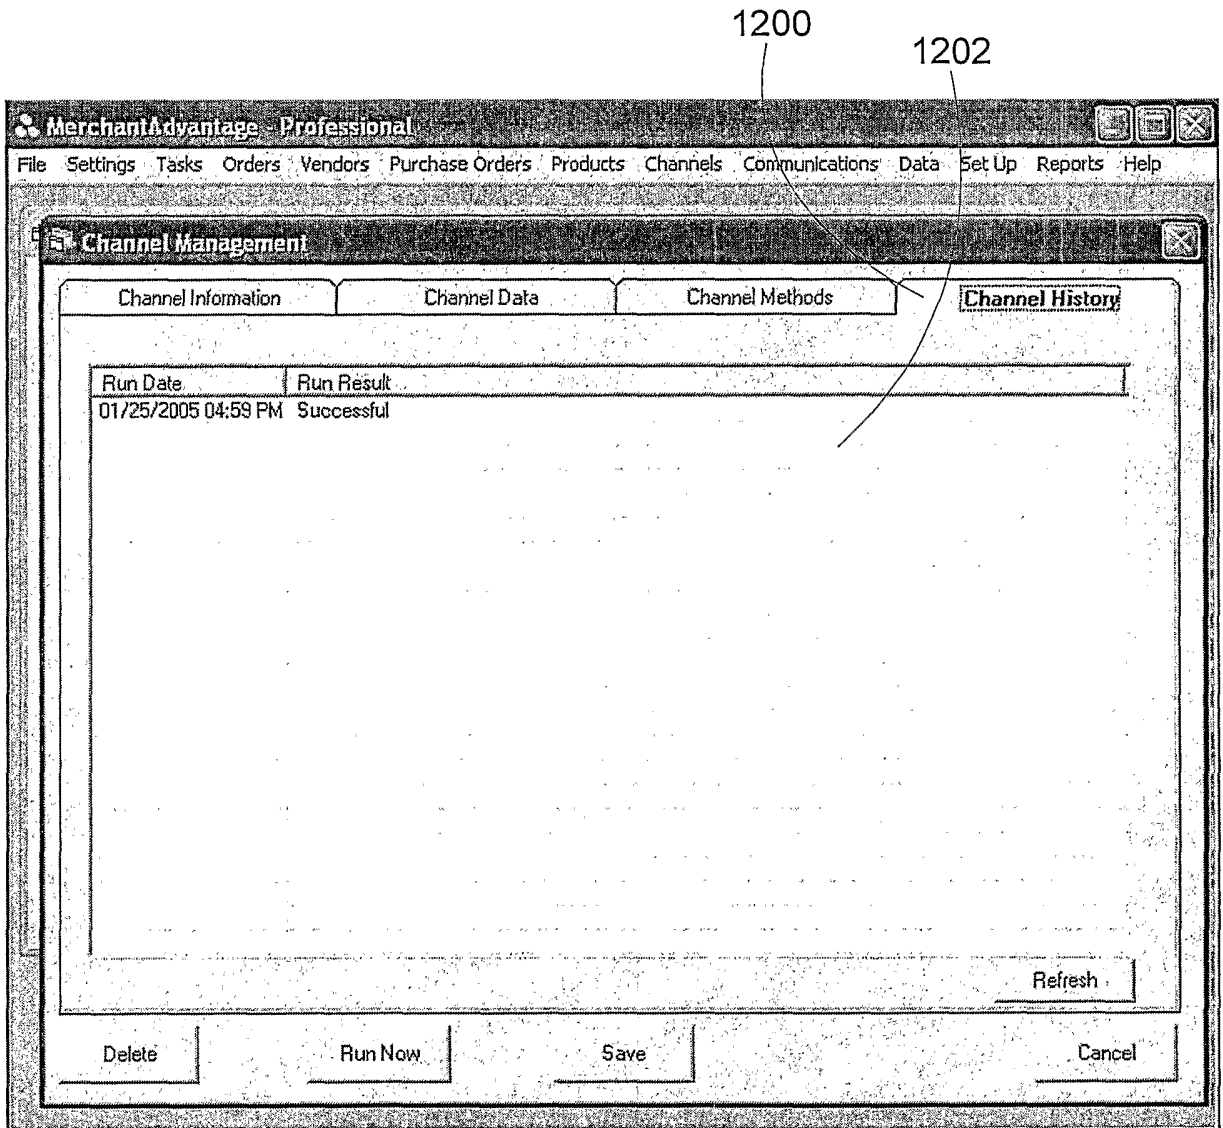 1200
1202
MerchantAdvantage - Professional
File Settings Tasks Orders Vendors Purchase Orders Products Channels Communications Data Set Up Reports Help
Channel Management
Channel Information Channel Data Channel Methods Channel History
Run Date Run Result
01/25/2005 04:59 PM Successful
Refresh
Delete Run Now Save Cancel